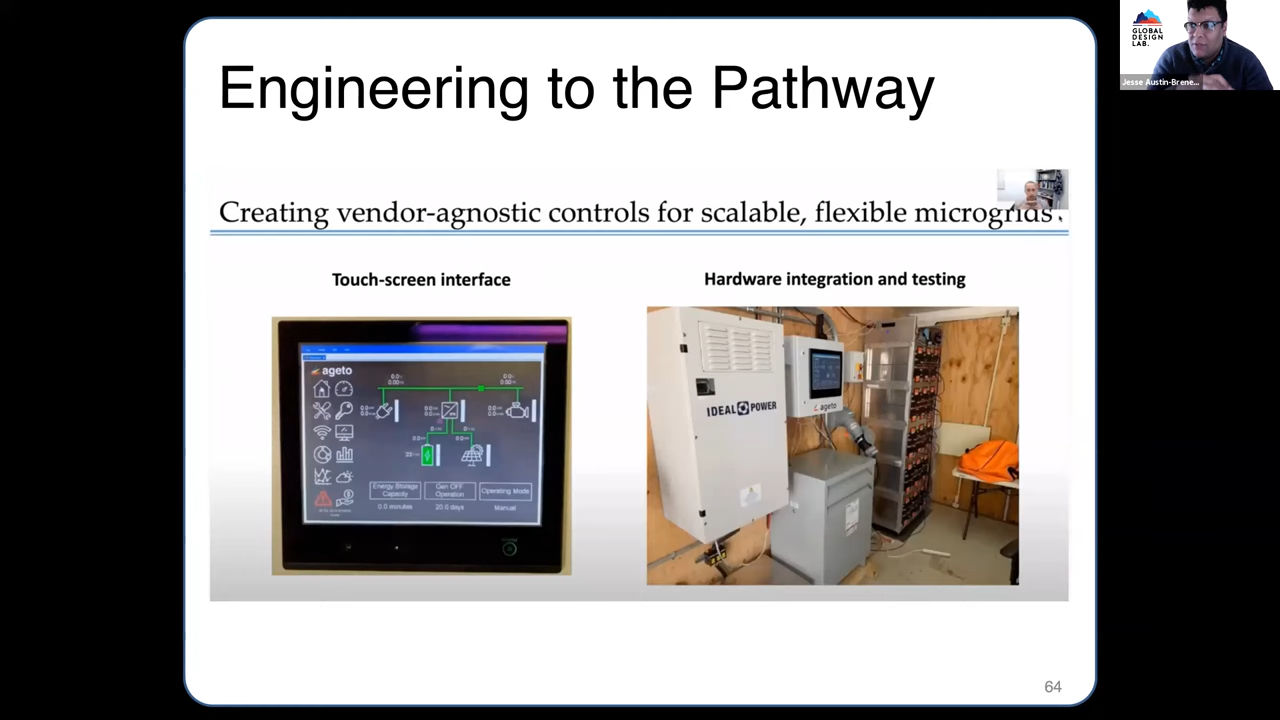 Engineering to the Pathway
GLOBAL
DESIGN
LAB.
Jesse Austin-Brene...
Creating vendor-agnostic controls for scalable, flexible microgrids
Touch-screen interface
Hardware integration and testing
ageto
Energy Storage
Capacity
Gen OFF
Operation
Operating Mode
0.0 minutes
20.0 days
Manual
IDEAL POWER
ageto
64